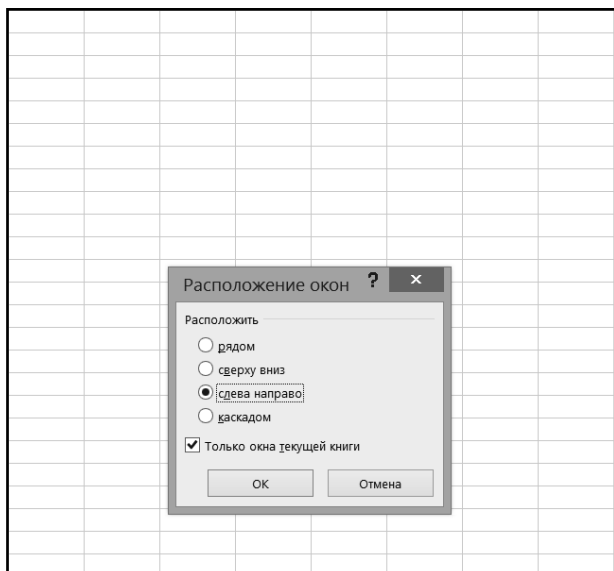 Расположение окон ? ×
Расположить
рядом
сверху вниз
слева направо
каскадом
Только окна текущей книги
ОК Отмена